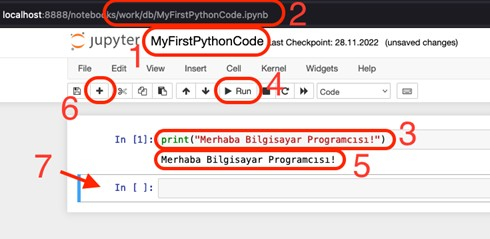 localhost:8888/notebooks/work/db/MyFirstPythonCode.ipynb
2
jupyter MyFirstPythonCode Last Checkpoint: 28.11.2022 (unsaved changes)
1
File Edit View Insert Cell Kernel Widgets Help
4
Run Code
6
In [1]: print("Merhaba Bilgisayar Programcısı!")
3
Merhaba Bilgisayar Programcısı!
5
7
In [ ]: